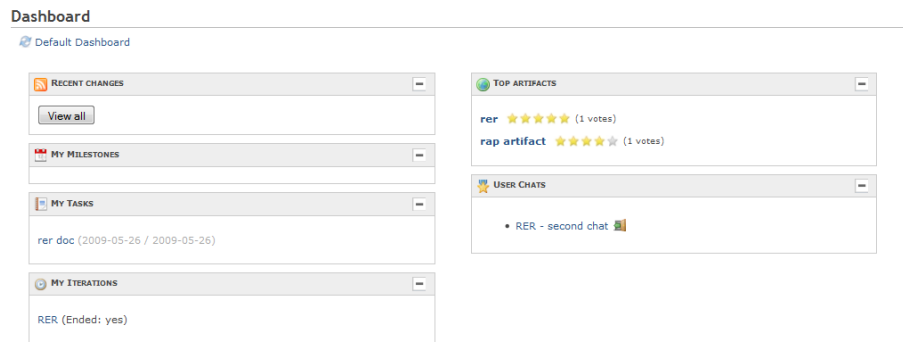 Dashboard
Default Dashboard
RECENT CHANGES
View all
MY MILESTONES
MY TASKS
rer doc (2009-05-26 / 2009-05-26)
MY ITERATIONS
RER (Ended: yes)
TOP ARTIFACTS
rer (1 votes)
rap artifact (1 votes)
USER CHATS
• RER - second chat